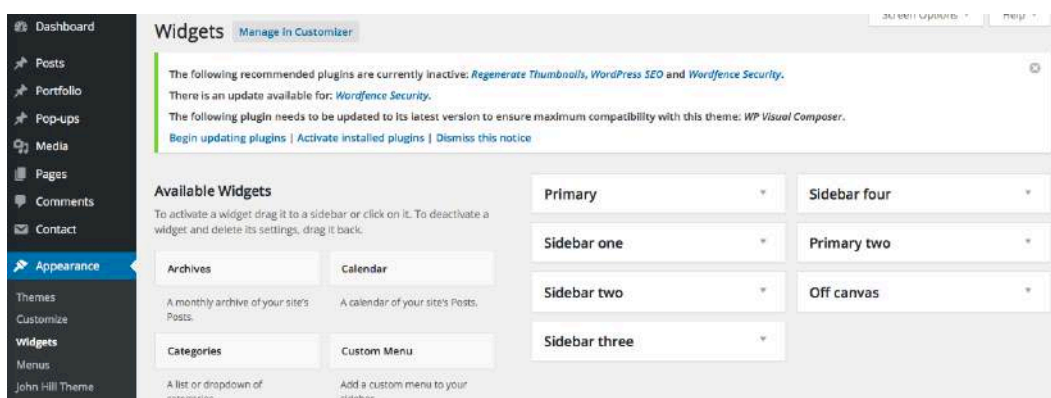 Dashboard
Posts
Portfolio
Pop-ups
Media
Pages
Comments
Contact
Appearance
Themes
Customize
Widgets
Menus
John Hill Theme
Screen Options
Help
Widgets Manage in Customizer
The following recommended plugins are currently inactive: Regenerate Thumbnails, WordPress SEO and Wordfence Security.
There is an update available for: Wordfence Security.
The following plugin needs to be updated to its latest version to ensure maximum compatibility with this theme: WP Visual Composer.
Begin updating plugins | Activate installed plugins | Dismiss this notice
Available Widgets
To activate a widget drag it to a sidebar or click on it. To deactivate a
widget and delete its settings, drag it back.
Archives
A monthly archive of your site's
Posts.
Calendar
A calendar of your site's Posts.
Categories
A list or dropdown of
Custom Menu
Add a custom menu to your
Primary
Sidebar one
Sidebar two
Sidebar three
Sidebar four
Primary two
Off canvas